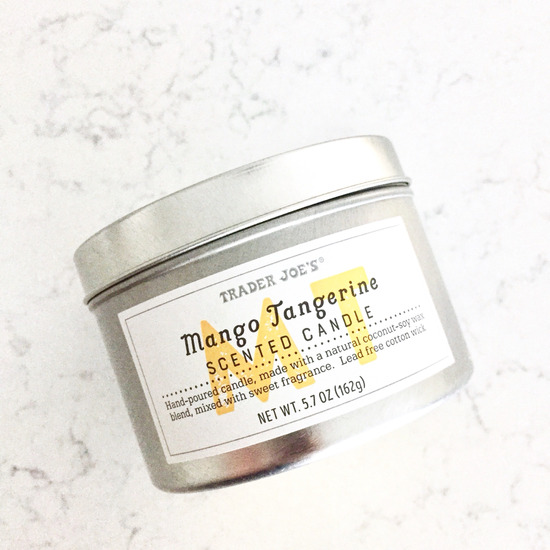 TRADER JOE'S®
MT
Mango Tangerine
SCENTED CANDLE
Hand-poured candle, made with a natural coconut-soy wax
blend, mixed with sweet fragrance. Lead free cotton wick.
NET WT. 5.7 OZ (162g)